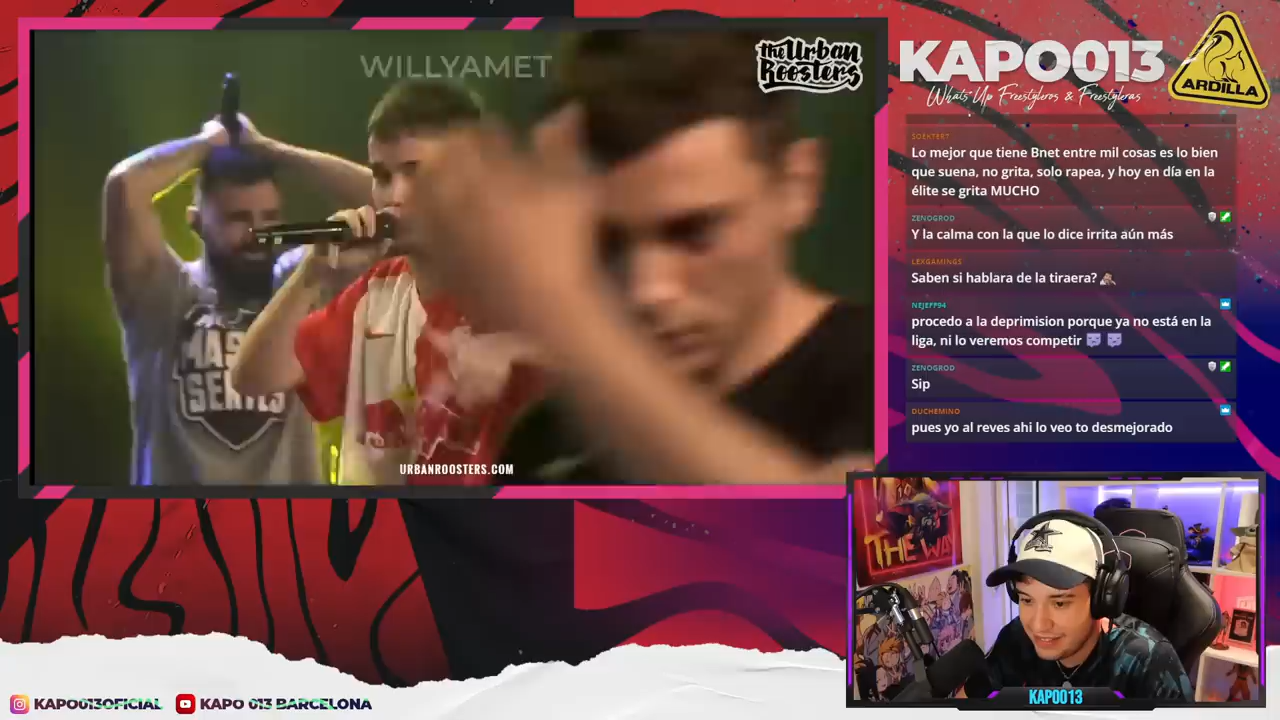 WILLYAMET
the Urban
Roosters
MASTER
SERIES
URBANROOSTERS.COM
KAPO013
Whats Up Freestyleros & Freestyleras
ARDILLA
SOEKTERT
Lo mejor que tiene Bnet entre mil cosas es lo bien
que suena, no grita, solo rapea, y hoy en día en la
élite se grita MUCHO
ZENOGROD
Y la calma con la que lo dice irrita aún más
LEKGAMINGS
Saben si hablara de la tiraera?
NEJEFF94
procedo a la deprimision porque ya no está en la
liga, ni lo veremos competir
ZENOGROD
Sip
DUCHEMINO
pues yo al reves ahi lo veo to desmejorado
THE WAY
KAPO013
KAPO013OFICIAL
KAPO 013 BARCELONA